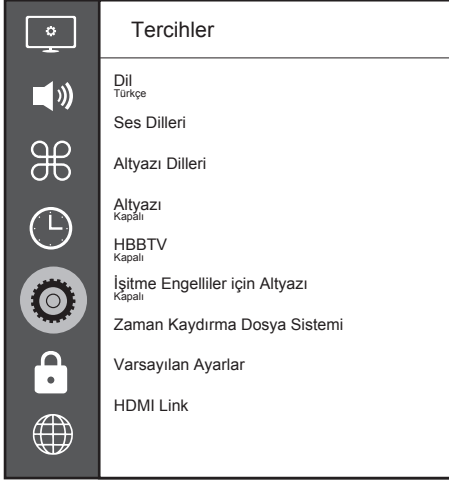 Tercihler
Dil
Türkçe
Ses Dilleri
Altyazı Dilleri
Altyazı
Kapalı
HBBTV
Kapalı
İşitme Engelliler için Altyazı
Kapalı
Zaman Kaydırma Dosya Sistemi
Varsayılan Ayarlar
HDMI Link